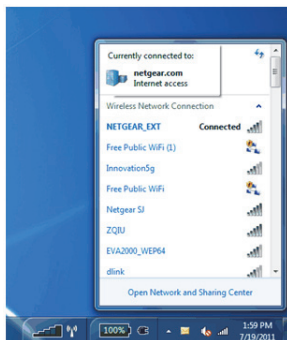 Currently connected to:
netgear.com
Internet access
Wireless Network Connection
NETGEAR_EXT Connected
Free Public WiFi (1)
Innovation5g
Free Public WiFi
Netgear SJ
ZQIU
EVA2000_WEP64
dlink
Open Network and Sharing Center
100%
1:59 PM
7/19/2011